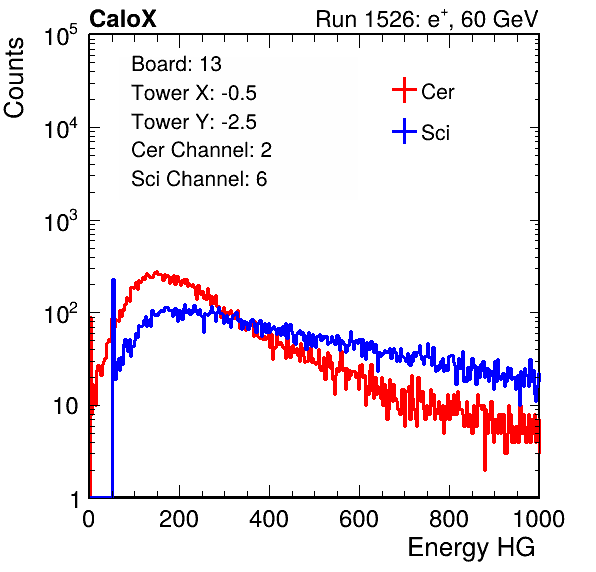 CaloX Run 1526: e⁺, 60 GeV
Counts
10⁵
10⁴
10³
10²
10
1
Board: 13
Tower X: -0.5
Tower Y: -2.5
Cer Channel: 2
Sci Channel: 6
Cer
Sci
0 200 400 600 800 1000
Energy HG